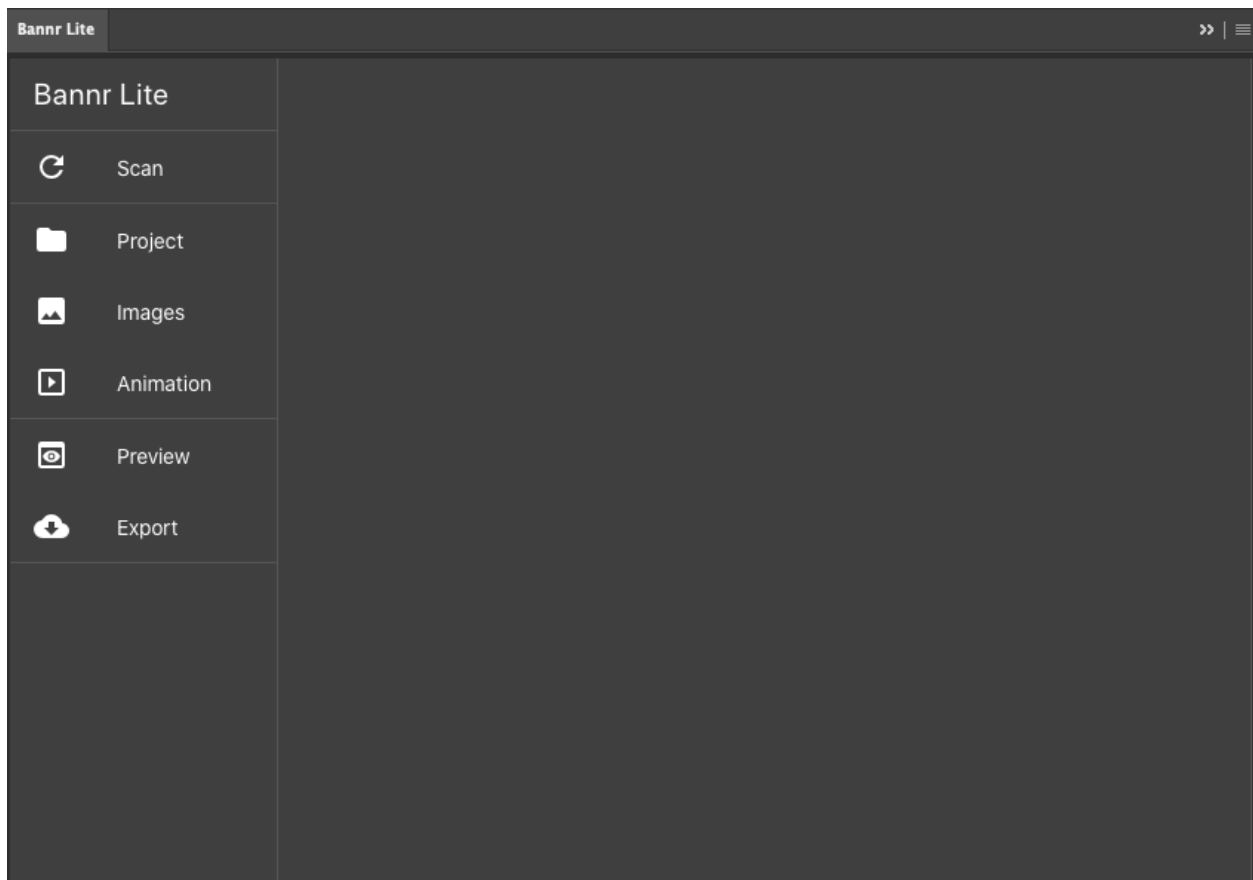 Bannr Lite
Bannr Lite
Scan
Project
Images
Animation
Preview
Export